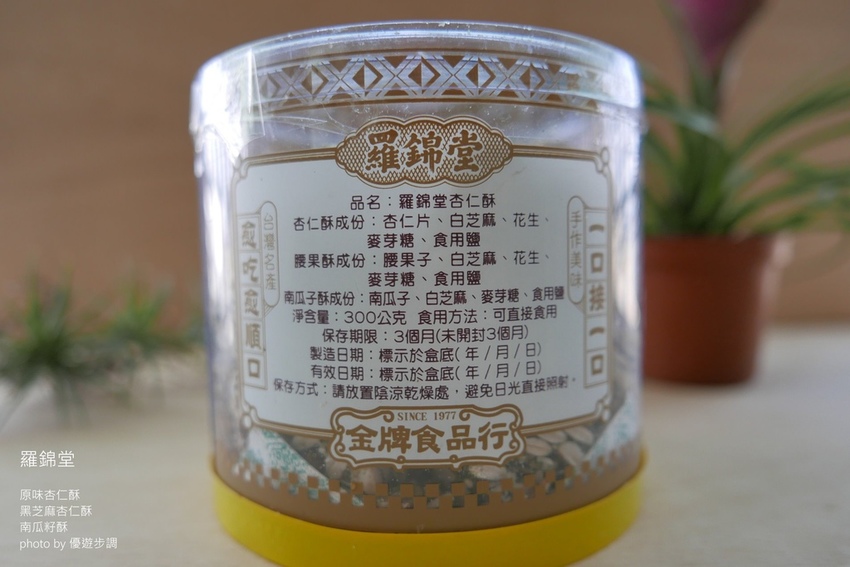 羅錦堂
品名：羅錦堂杏仁酥
杏仁酥成份：杏仁片、白芝麻、花生、
麥芽糖、食用鹽
腰果酥成份：腰果子、白芝麻、花生、
麥芽糖、食用鹽
南瓜子酥成份：南瓜子、白芝麻、麥芽糖、食用鹽
淨含量：300公克 食用方法：可直接食用
保存期限：3個月(未開封3個月)
製造日期：標示於盒底( 年 / 月 / 日)
有效日期：標示於盒底( 年 / 月 / 日)
保存方式：請放置陰涼乾燥處，避免日光直接照射。
手作美味
一口接一口
台灣名產
愈吃愈順口
SINCE 1977
金牌食品行
羅錦堂
原味杏仁酥
黑芝麻杏仁酥
南瓜籽酥
photo by 優遊步調